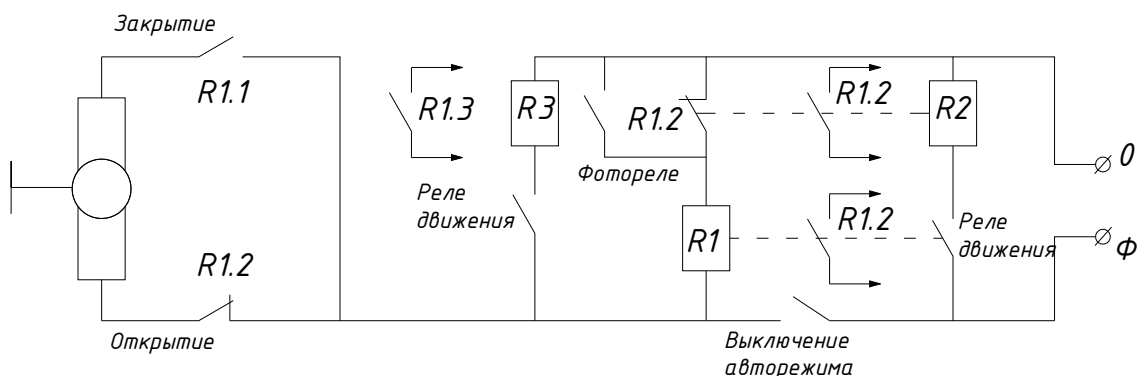 Закрытие
R1.1
R1.3
R3
R1.2
R1.2
R2
0
Фотореле
Реле
движения
R1
R1.2
Реле
движения
Ф
R1.2
Открытие
Выключение
авторежима